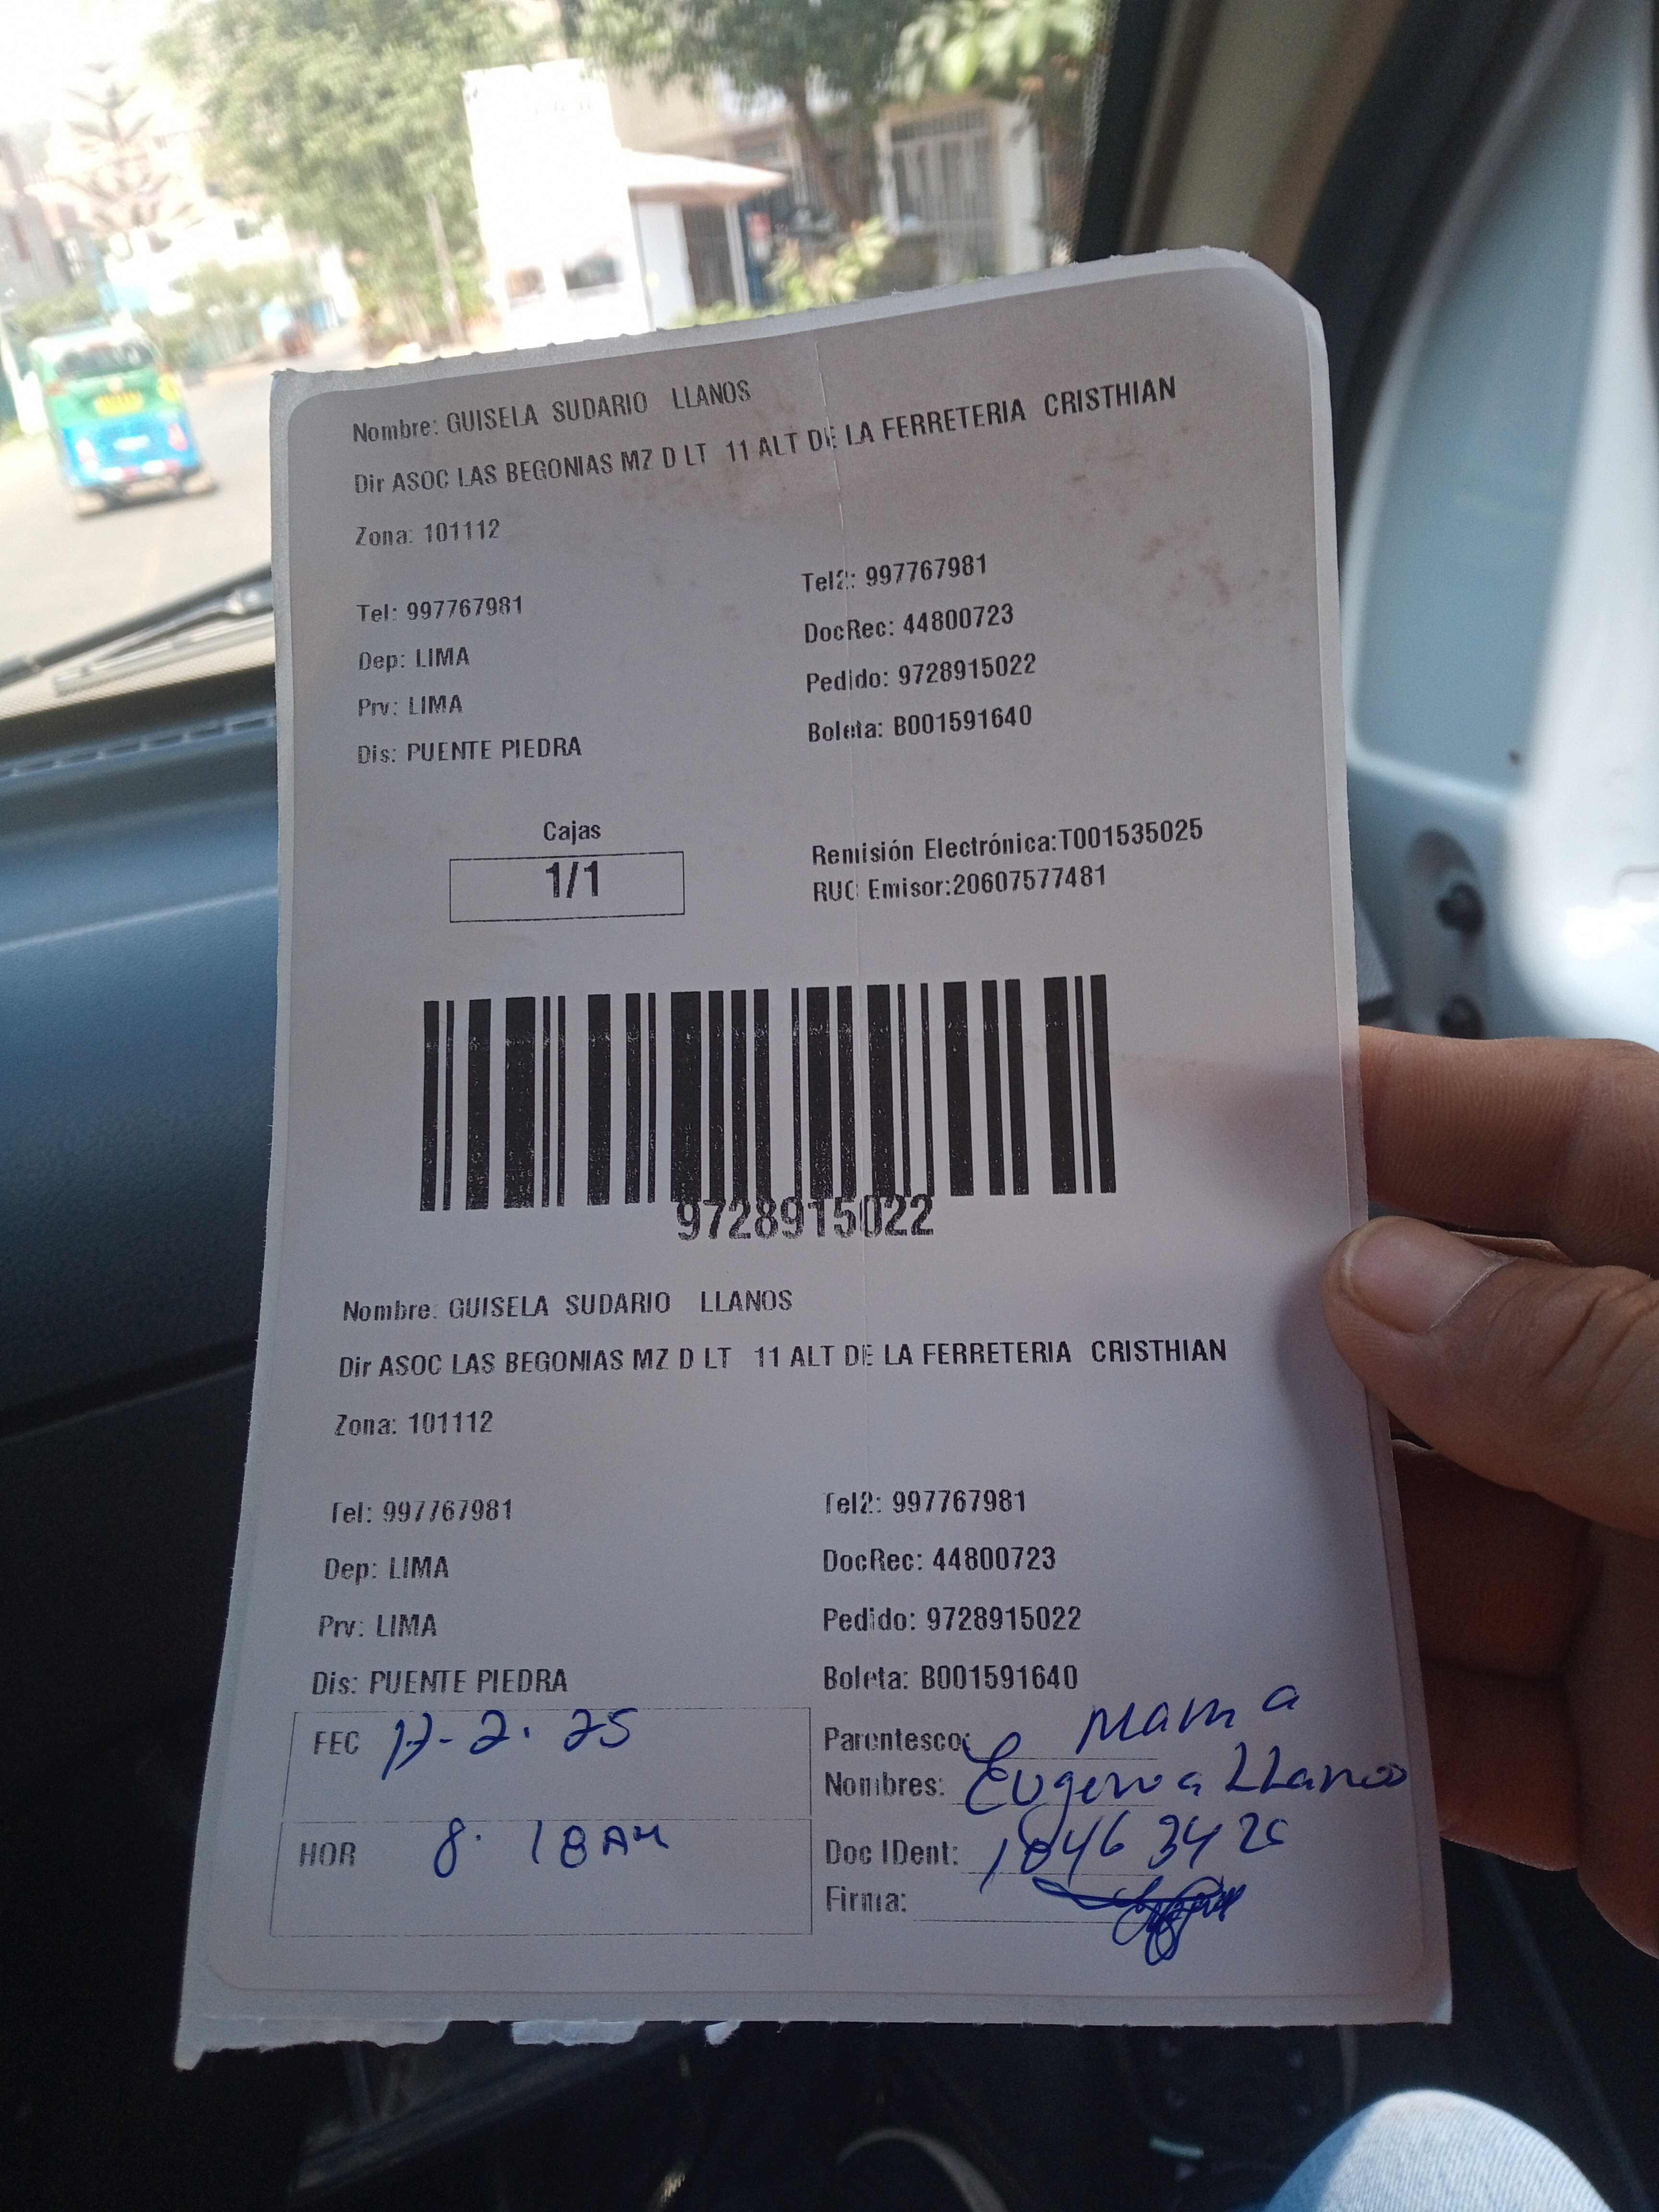 Nombre: GUISELA SUDARIO LLANOS
Dir ASOC LAS BEGONIAS MZ D LT 11 ALT DE LA FERRETERIA CRISTHIAN
Zona: 101112
Tel: 997767981 Tel2: 997767981
Dep: LIMA DocRec: 44800723
Prv: LIMA Pedido: 9728915022
Dis: PUENTE PIEDRA Boleta: B001591640
Cajas
1/1
Remisión Electrónica:T001535025
RUC Emisor:20607577481
9728915022
Nombre: GUISELA SUDARIO LLANOS
Dir ASOC LAS BEGONIAS MZ D LT 11 ALT DE LA FERRETERIA CRISTHIAN
Zona: 101112
Tel: 997767981 Tel2: 997767981
Dep: LIMA DocRec: 44800723
Prv: LIMA Pedido: 9728915022
Dis: PUENTE PIEDRA Boleta: B001591640
FEC Parentesco: Mama
Nombres: Eugenia LLanos
HOR 8:18AM Doc IDent:
Firma: